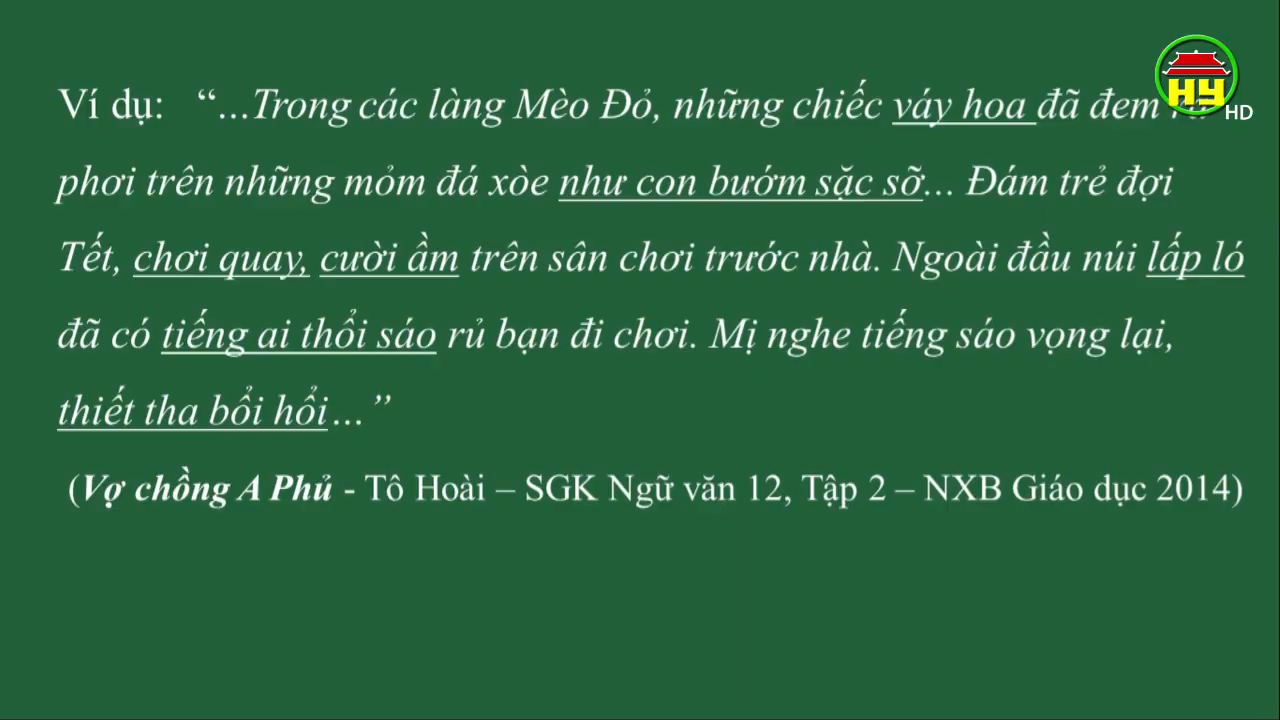 Ví dụ: “...Trong các làng Mèo Đỏ, những chiếc váy hoa đã đem
phơi trên những mỏm đá xòe như con bướm sặc sỡ... Đám trẻ đợi
Tết, chơi quay, cười ầm trên sân chơi trước nhà. Ngoài đầu núi lấp ló
đã có tiếng ai thổi sáo rủ bạn đi chơi. Mị nghe tiếng sáo vọng lại,
thiết tha bổi hổi...”
(Vợ chồng A Phủ - Tô Hoài – SGK Ngữ văn 12, Tập 2 – NXB Giáo dục 2014)
HY
HD